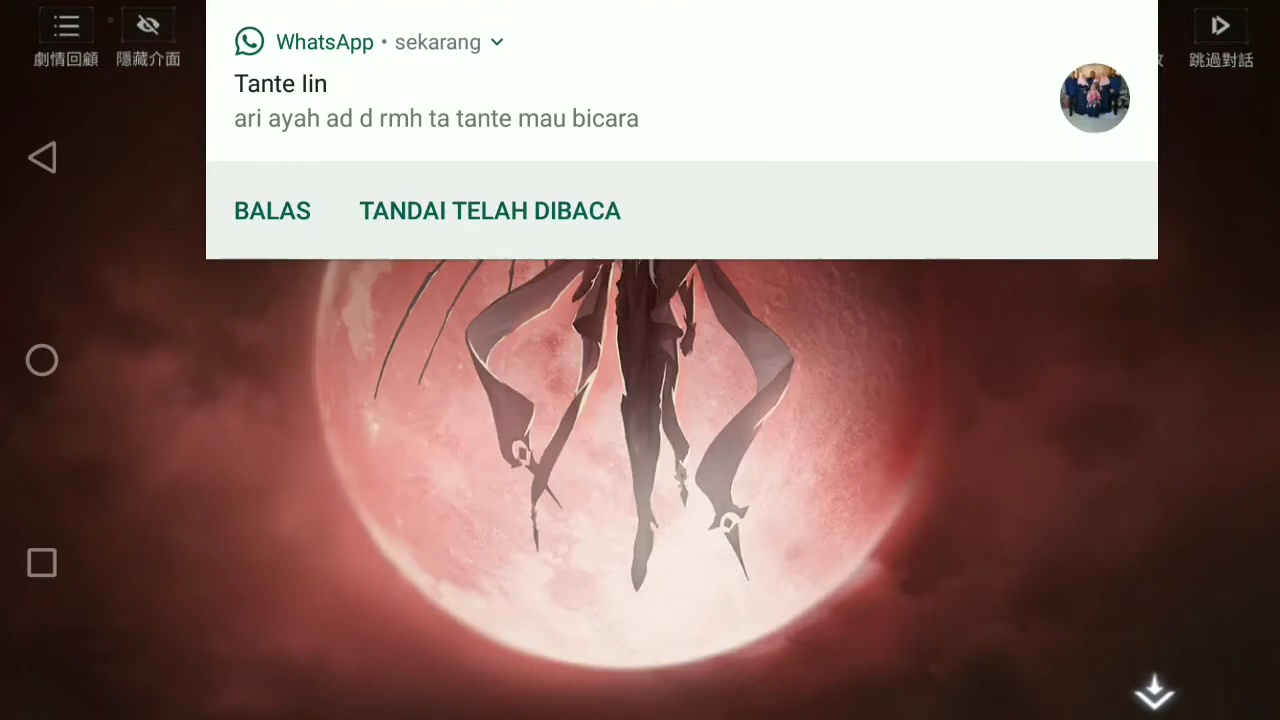 WhatsApp • sekarang
Tante Iin
ari ayah ad d rmh ta tante mau bicara
BALAS TANDAI TELAH DIBACA
劇情回顧 隱藏介面 跳過對話